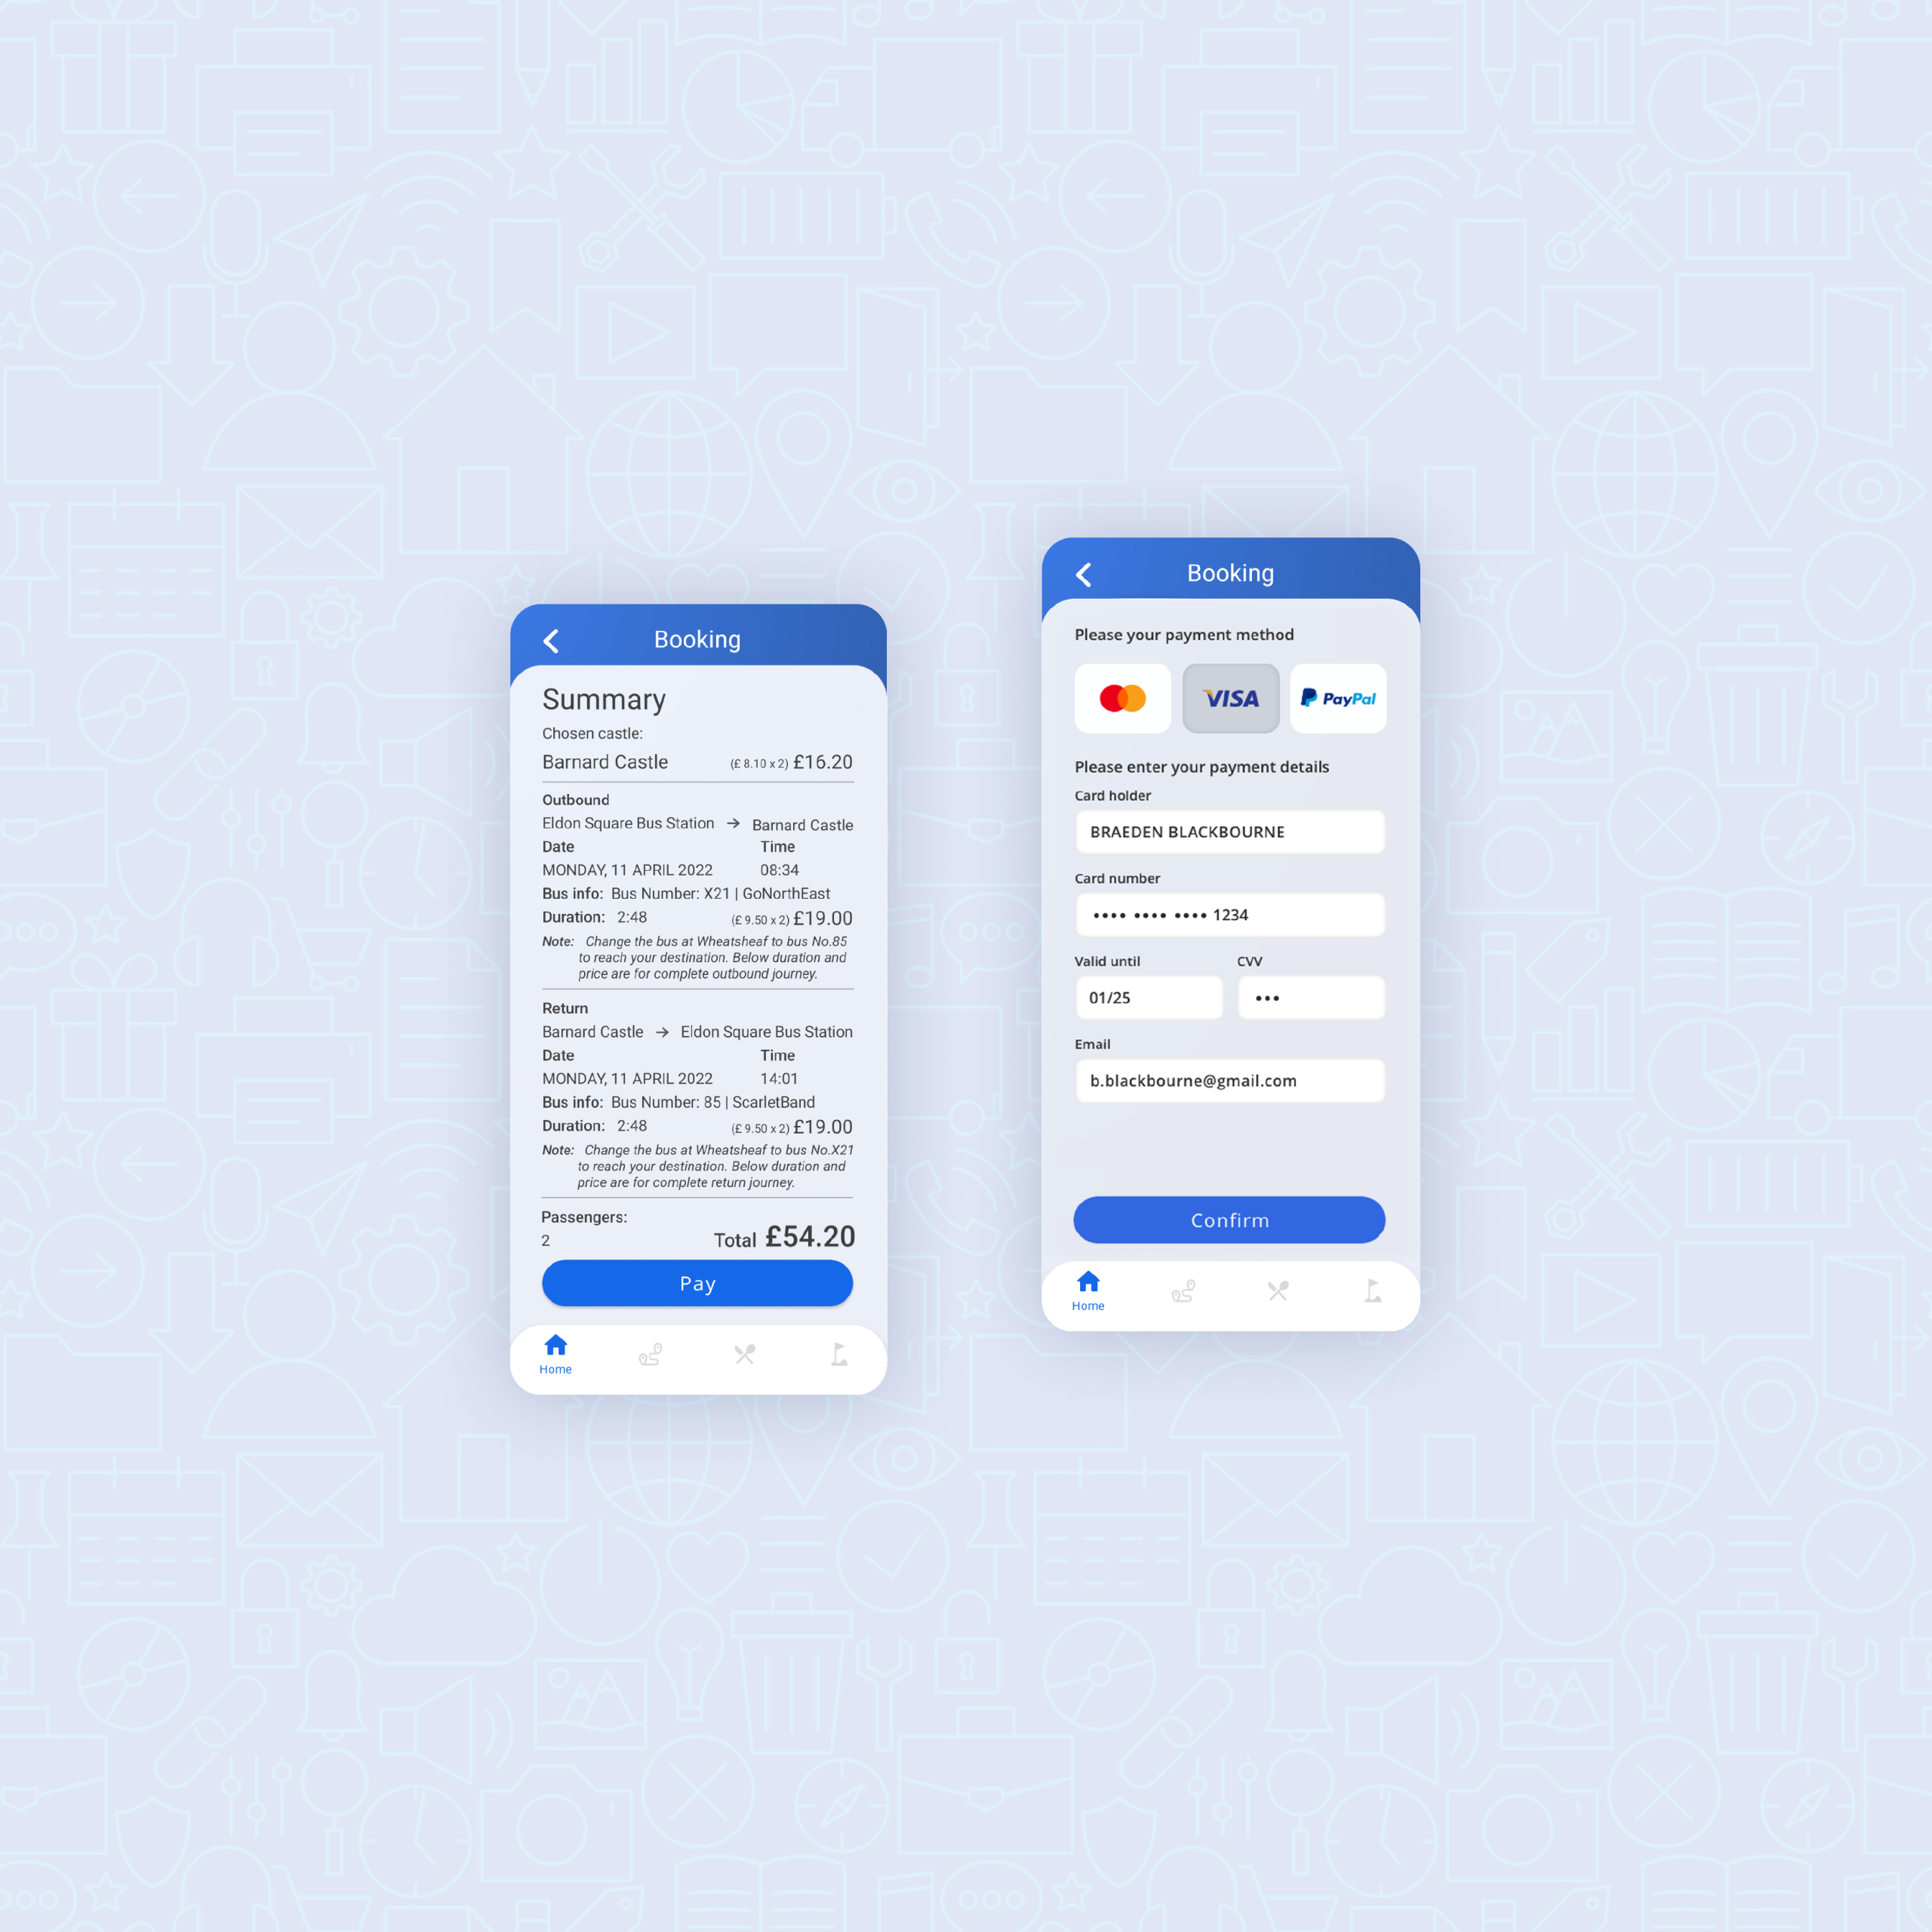 Booking
Summary
Chosen castle:
Barnard Castle (£ 8.10 x 2) £16.20
Outbound
Eldon Square Bus Station → Barnard Castle
Date Time
MONDAY, 11 APRIL 2022 08:34
Bus info: Bus Number: X21 | GoNorthEast
Duration: 2:48 (£ 9.50 x 2) £19.00
Note: Change the bus at Wheatsheaf to bus No.85
to reach your destination. Below duration and
price are for complete outbound journey.
Return
Barnard Castle → Eldon Square Bus Station
Date Time
MONDAY, 11 APRIL 2022 14:01
Bus info: Bus Number: 85 | ScarletBand
Duration: 2:48 (£ 9.50 x 2) £19.00
Note: Change the bus at Wheatsheaf to bus No.X21
to reach your destination. Below duration and
price are for complete return journey.
Passengers:
2 Total £54.20
Pay
Home
Booking
Please your payment method
VISA PayPal
Please enter your payment details
Card holder
BRAEDEN BLACKBOURNE
Card number
•••• •••• •••• 1234
Valid until CVV
01/25 •••
Email
b.blackbourne@gmail.com
Confirm
Home